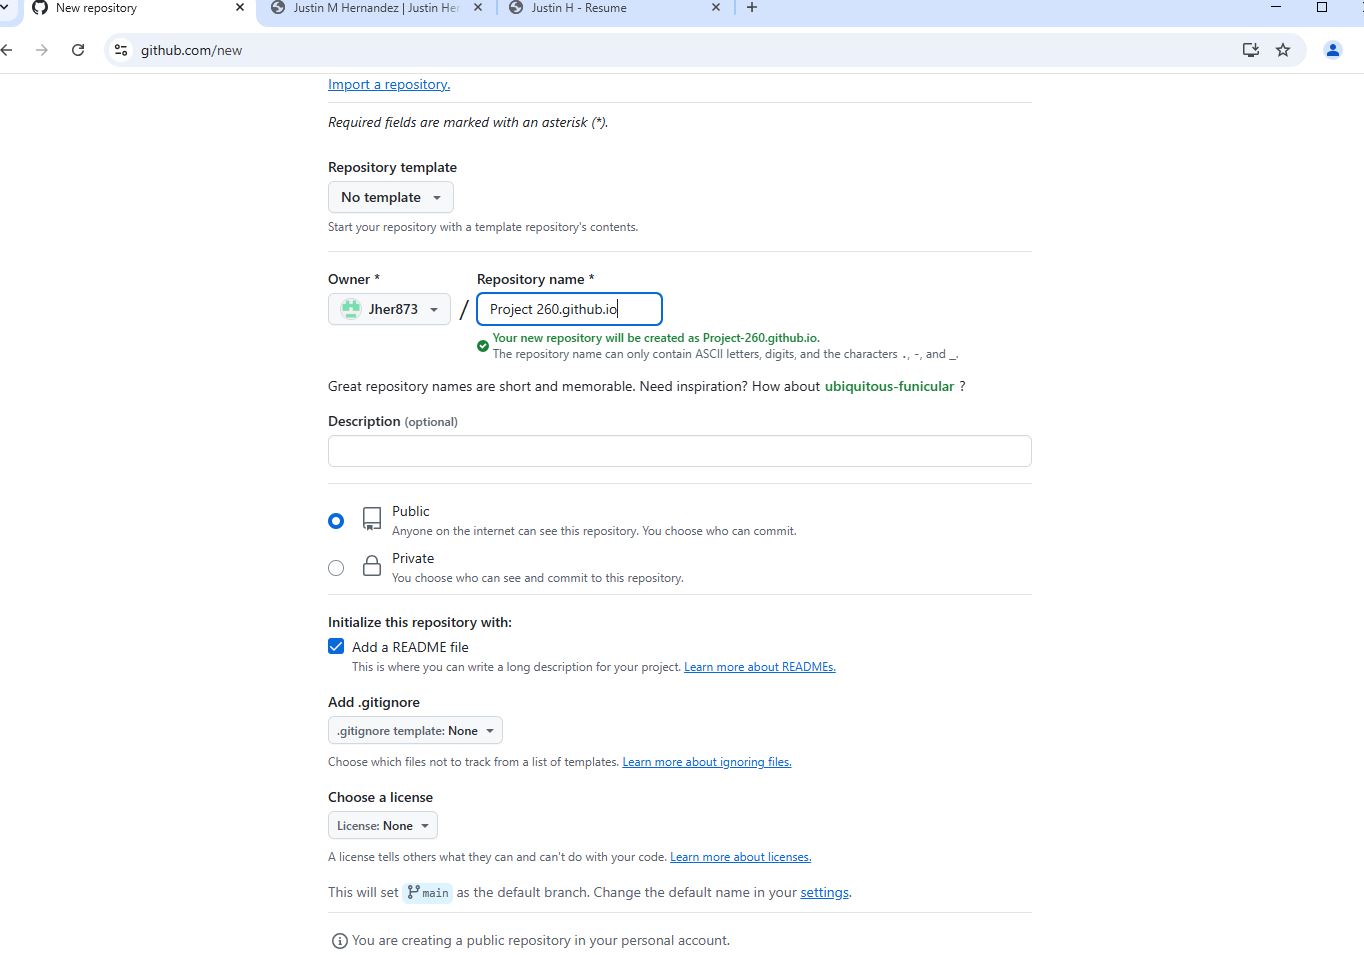 New repository
Justin M Hernandez | Justin Her
Justin H - Resume
github.com/new
Import a repository.
Required fields are marked with an asterisk (*).
Repository template
No template
Start your repository with a template repository's contents.
Owner *
Repository name *
Jher873
/
Project 260.github.io
Your new repository will be created as Project-260.github.io.
The repository name can only contain ASCII letters, digits, and the characters ., -, and _.
Great repository names are short and memorable. Need inspiration? How about ubiquitous-funicular ?
Description (optional)
Public
Anyone on the internet can see this repository. You choose who can commit.
Private
You choose who can see and commit to this repository.
Initialize this repository with:
Add a README file
This is where you can write a long description for your project. Learn more about READMEs.
Add .gitignore
.gitignore template: None
Choose which files not to track from a list of templates. Learn more about ignoring files.
Choose a license
License: None
A license tells others what they can and can't do with your code. Learn more about licenses.
This will set main as the default branch. Change the default name in your settings.
You are creating a public repository in your personal account.